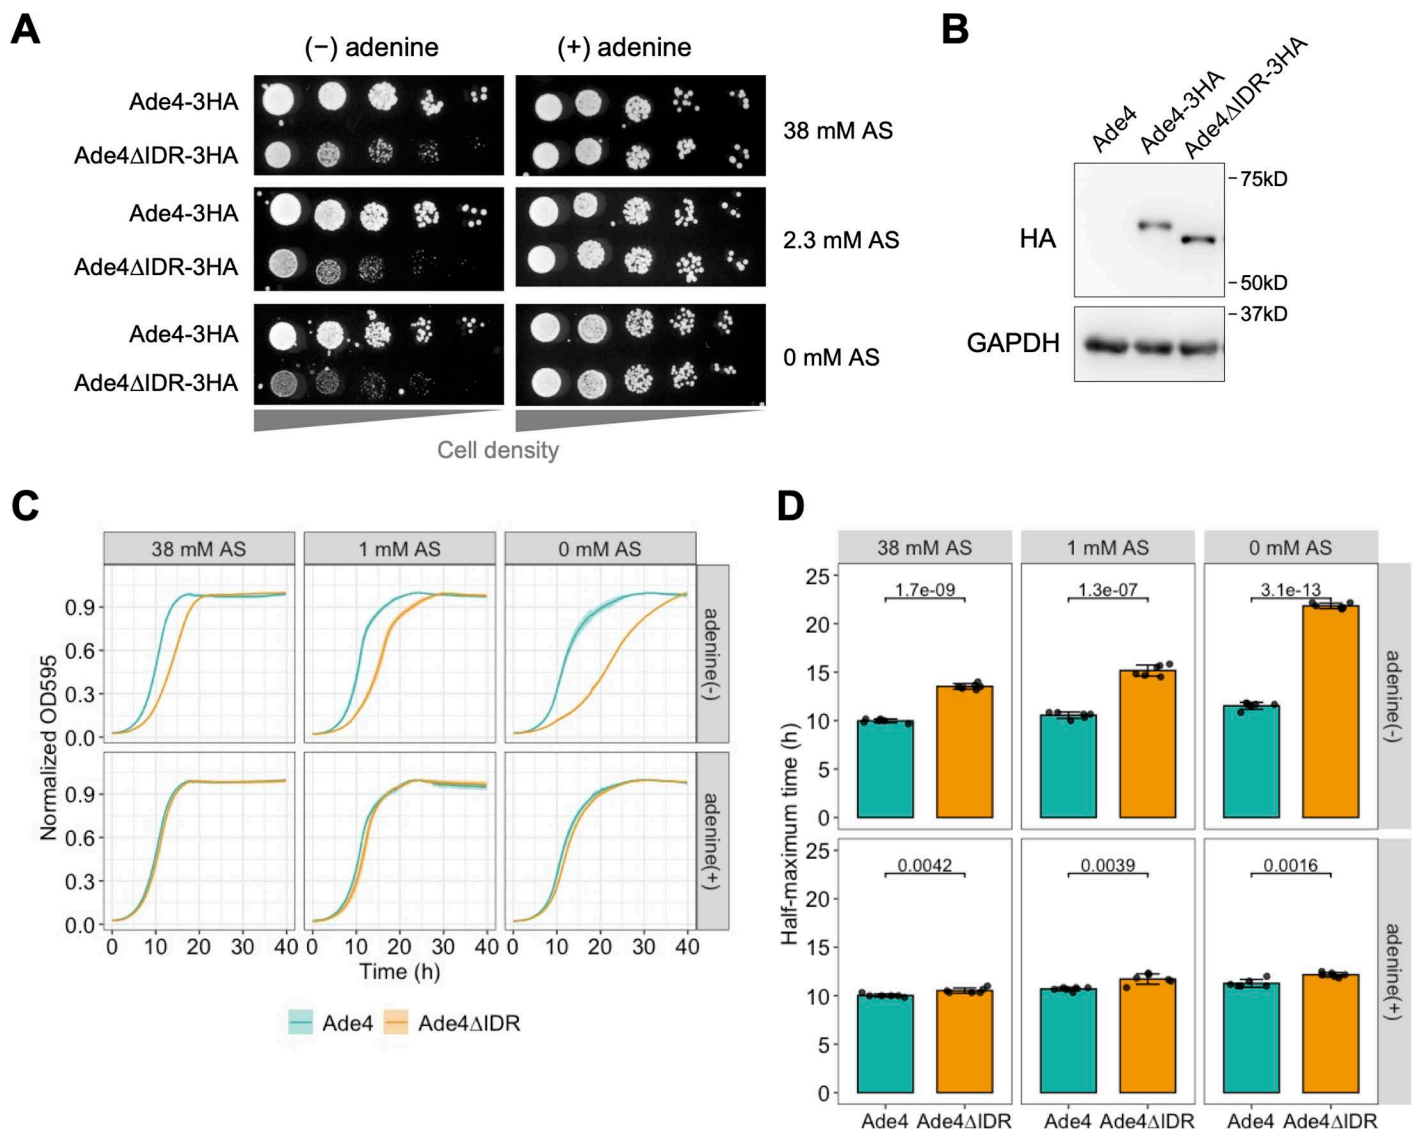 A
(−) adenine
(+) adenine
Ade4-3HA
Ade4ΔIDR-3HA
38 mM AS
Ade4-3HA
Ade4ΔIDR-3HA
2.3 mM AS
Ade4-3HA
Ade4ΔIDR-3HA
0 mM AS
Cell density
B
Ade4
Ade4-3HA
Ade4ΔIDR-3HA
HA
75kD
50kD
37kD
GAPDH
C
38 mM AS
1 mM AS
0 mM AS
Normalized OD595
0.9
0.6
0.3
0.0
adenine(-)
0.9
0.6
0.3
0.0
adenine(+)
0 10 20 30 40
0 10 20 30 40
0 10 20 30 40
Time (h)
Ade4
Ade4ΔIDR
D
38 mM AS
1 mM AS
0 mM AS
Half-maximum time (h)
25
20
15
10
5
0
1.7e-09
1.3e-07
3.1e-13
adenine(-)
25
20
15
10
5
0
0.0042
0.0039
0.0016
adenine(+)
Ade4 Ade4ΔIDR
Ade4 Ade4ΔIDR
Ade4 Ade4ΔIDR